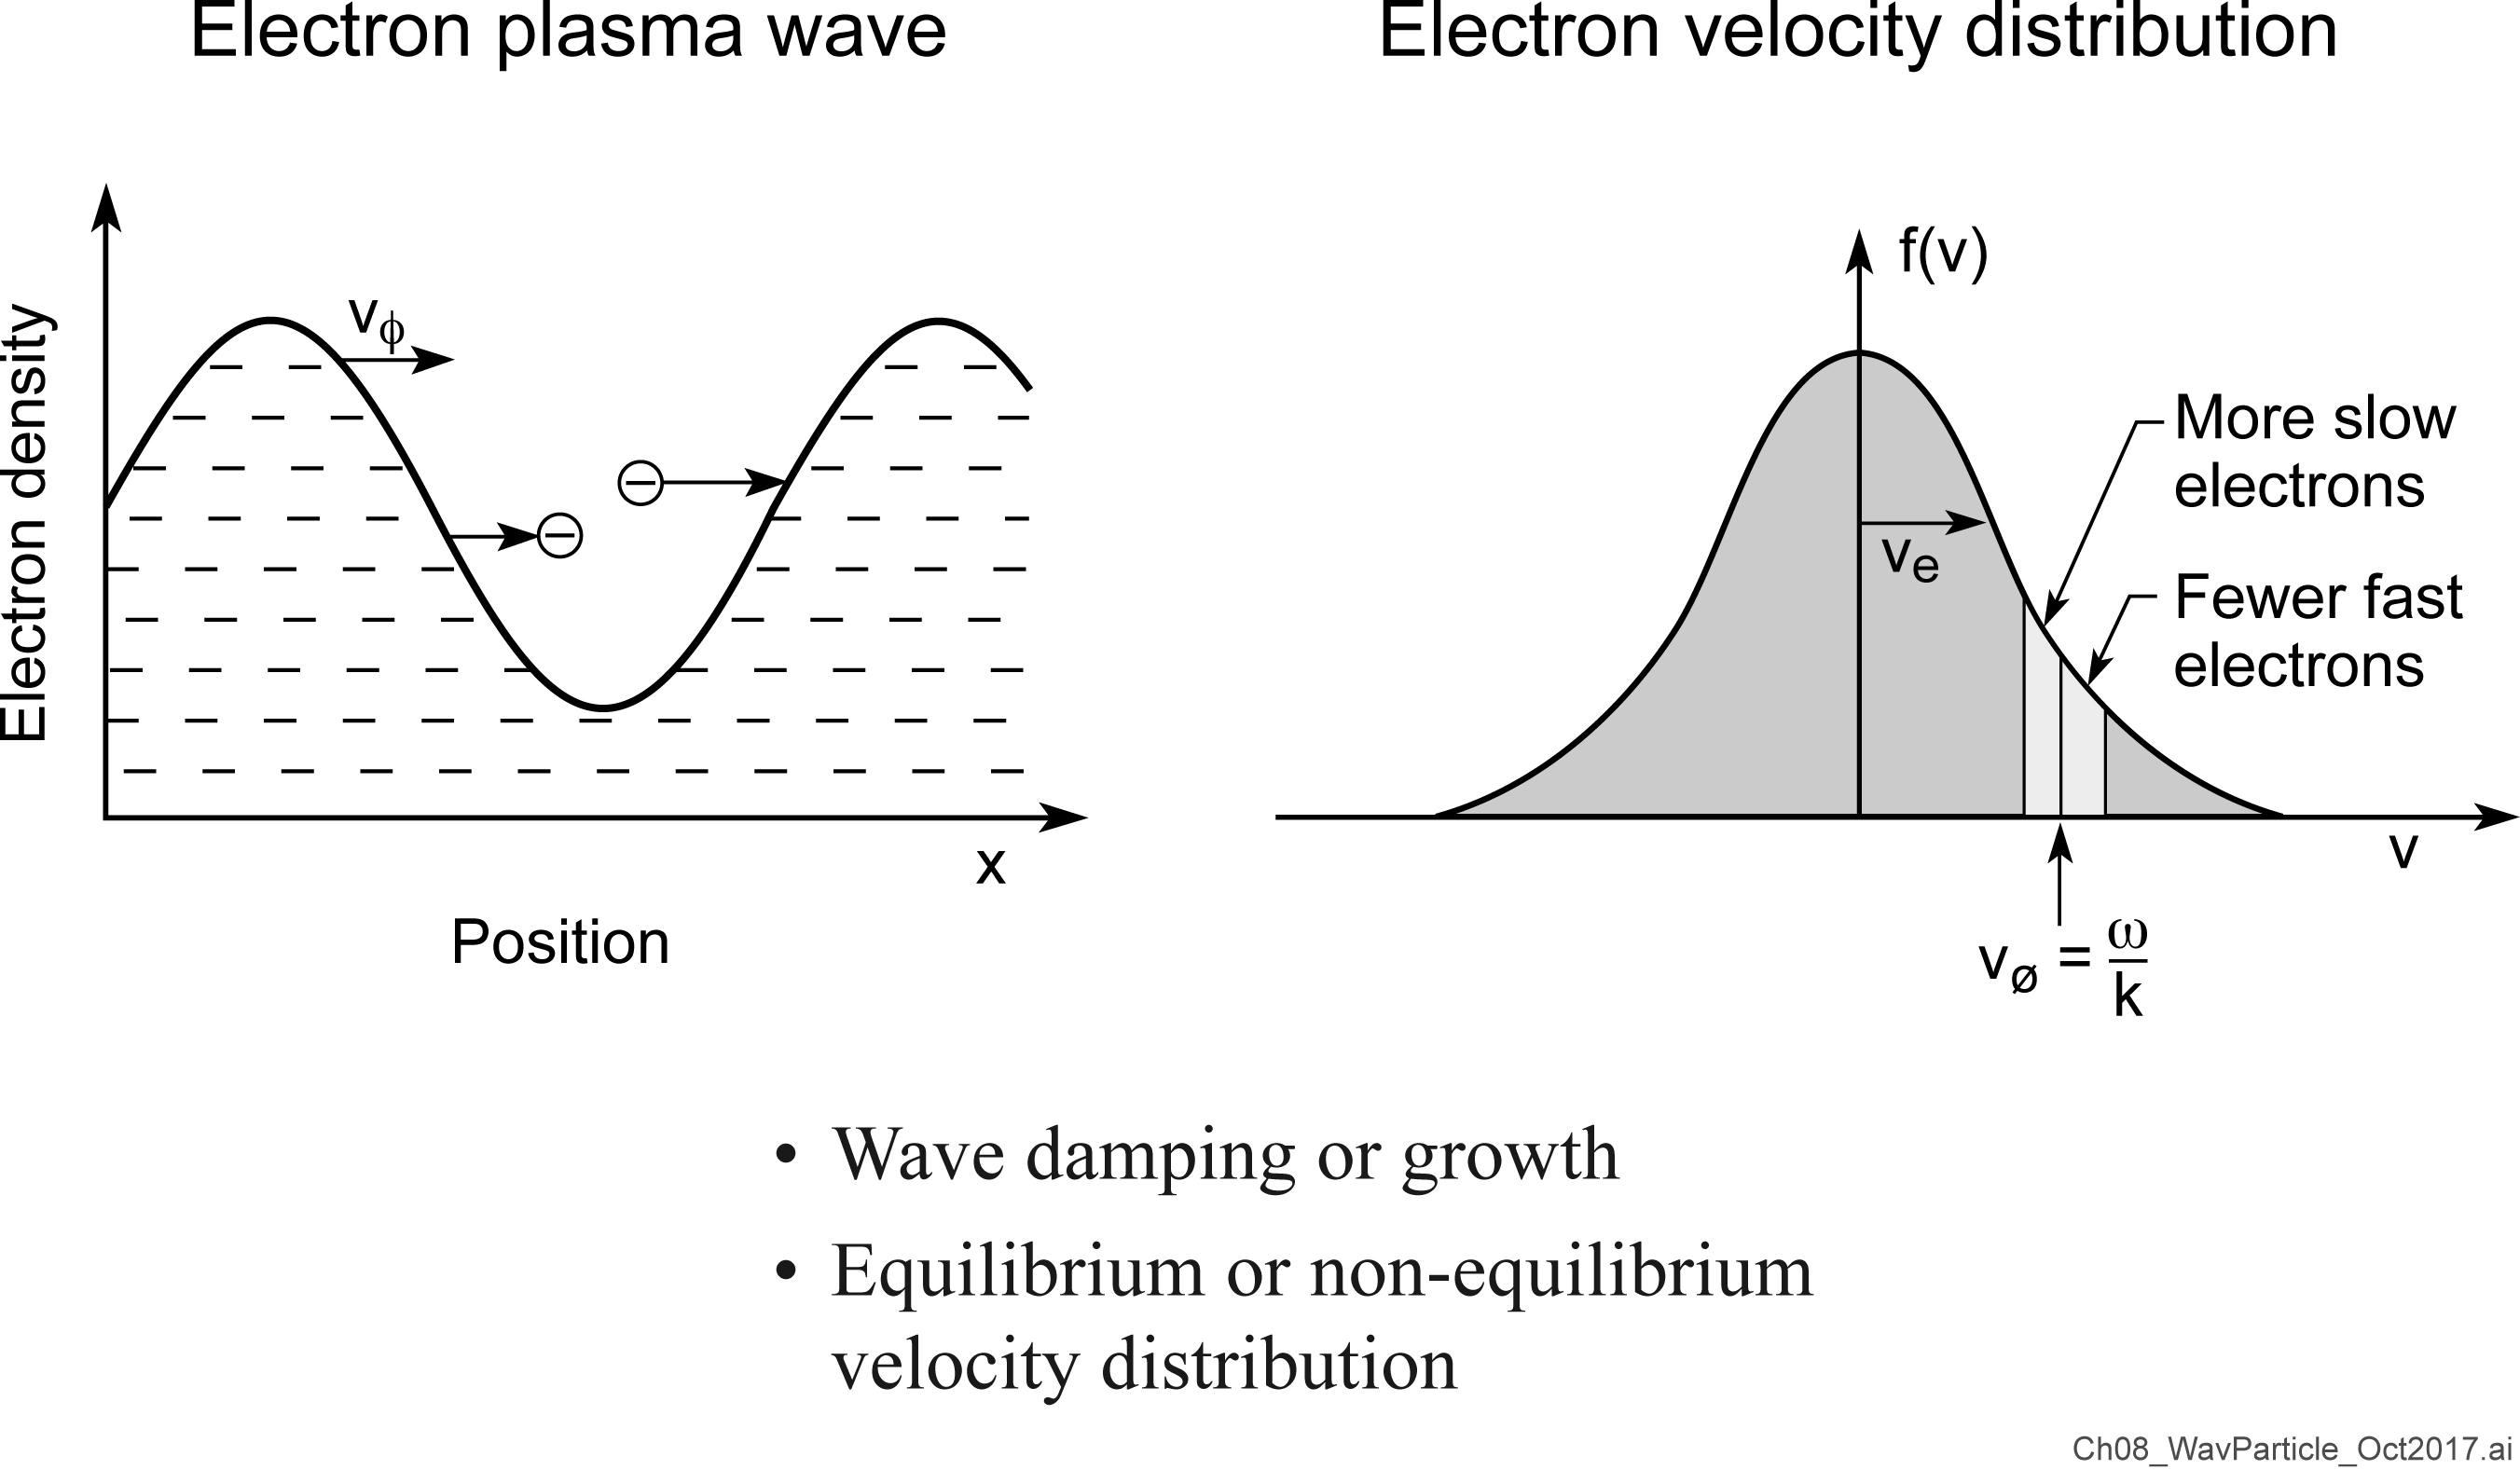 Electron plasma wave
Electron density
vϕ
x
Position
Electron velocity distribution
f(v)
ve
More slow
electrons
Fewer fast
electrons
v
vø = ω/k
• Wave damping or growth
• Equilibrium or non-equilibrium
velocity distribution
Ch08_WavParticle_Oct2017.ai